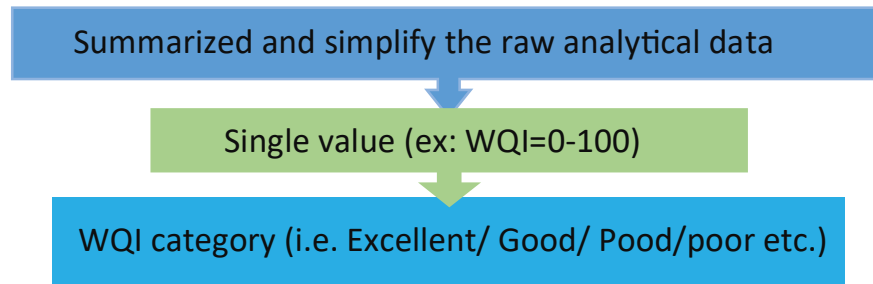 Summarized and simplify the raw analytical data
Single value (ex: WQI=0-100)
WQI category (i.e. Excellent/ Good/ Pood/poor etc.)